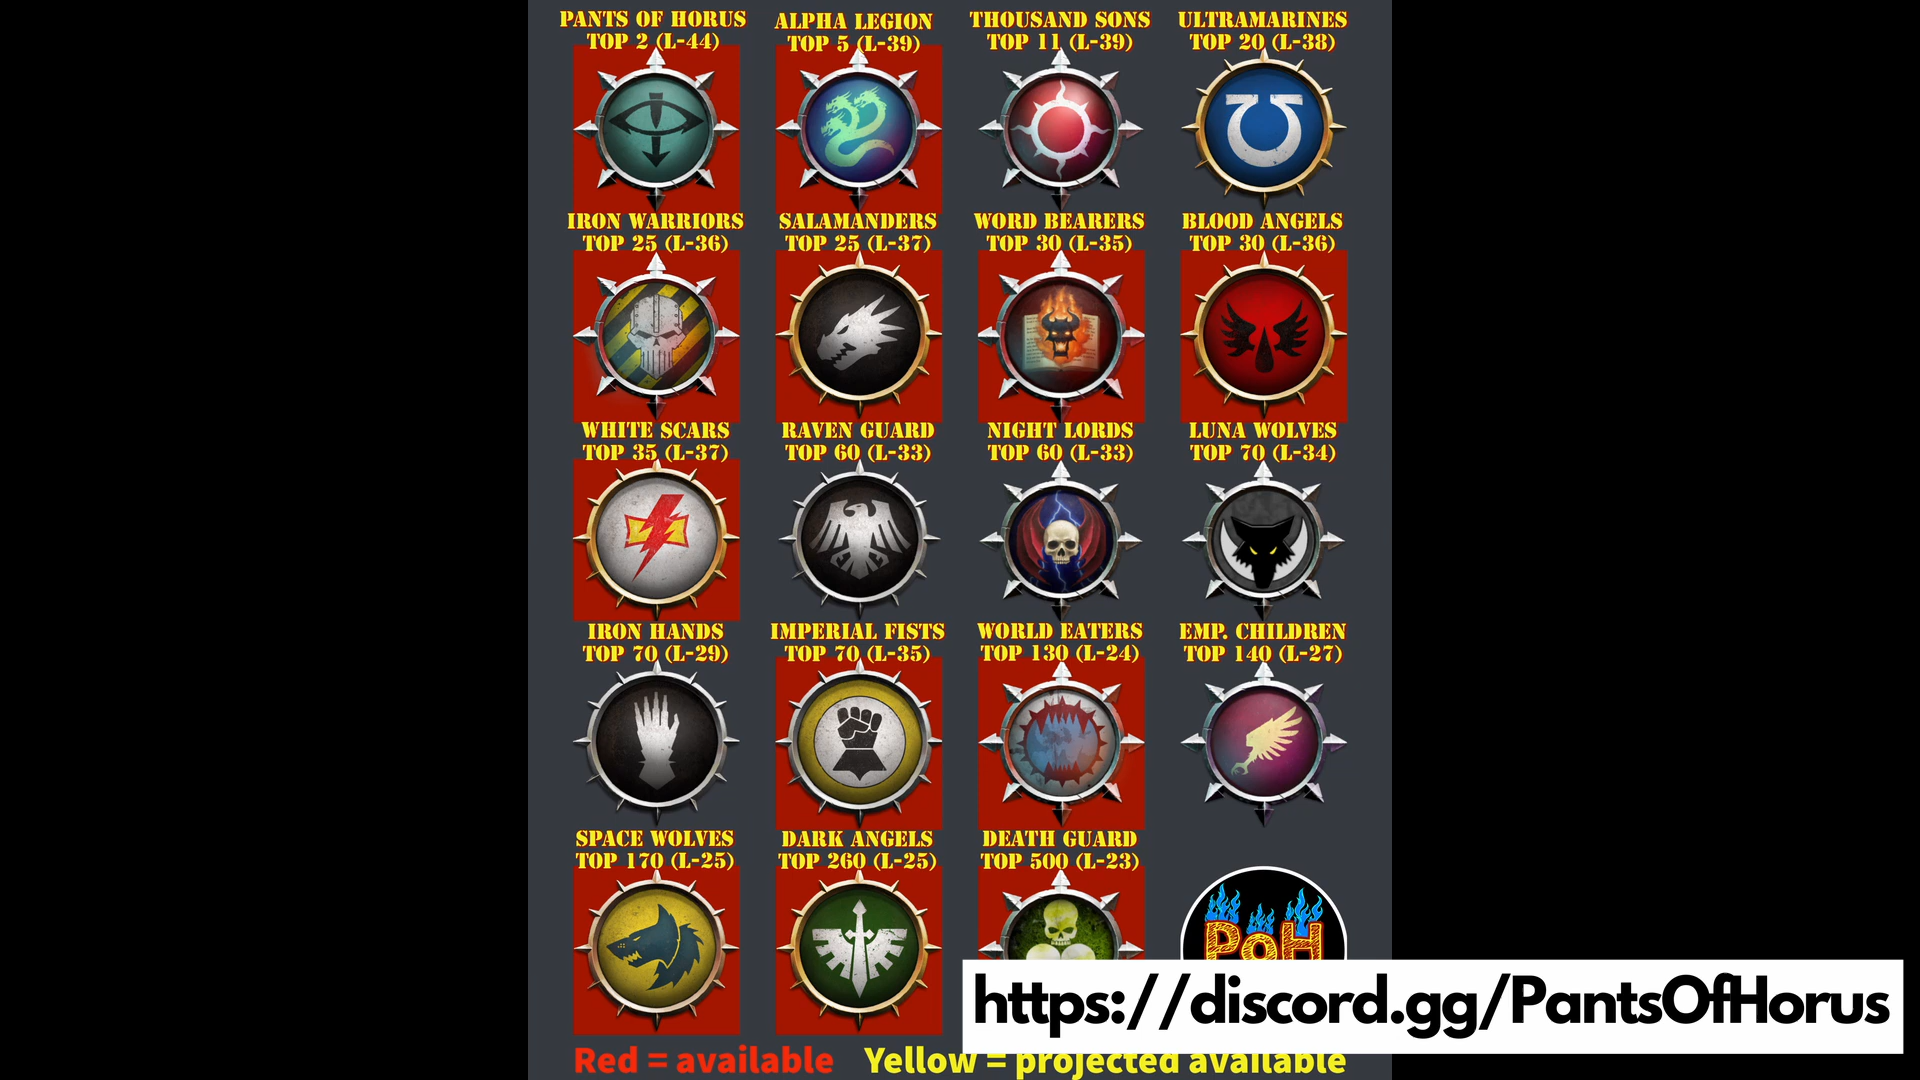 PANTS OF HORUS
TOP 2 (L-44)
ALPHA LEGION
TOP 5 (L-39)
THOUSAND SONS
TOP 11 (L-39)
ULTRAMARINES
TOP 20 (L-38)
IRON WARRIORS
TOP 25 (L-36)
SALAMANDERS
TOP 25 (L-37)
WORD BEARERS
TOP 30 (L-35)
BLOOD ANGELS
TOP 30 (L-36)
WHITE SCARS
TOP 35 (L-37)
RAVEN GUARD
TOP 60 (L-33)
NIGHT LORDS
TOP 60 (L-33)
LUNA WOLVES
TOP 70 (L-34)
IRON HANDS
TOP 70 (L-29)
IMPERIAL FISTS
TOP 70 (L-35)
WORLD EATERS
TOP 130 (L-24)
EMP. CHILDREN
TOP 140 (L-27)
SPACE WOLVES
TOP 170 (L-25)
DARK ANGELS
TOP 260 (L-25)
DEATH GUARD
TOP 500 (L-23)
PoH
https://discord.gg/PantsOfHorus
Red = available Yellow = projected available